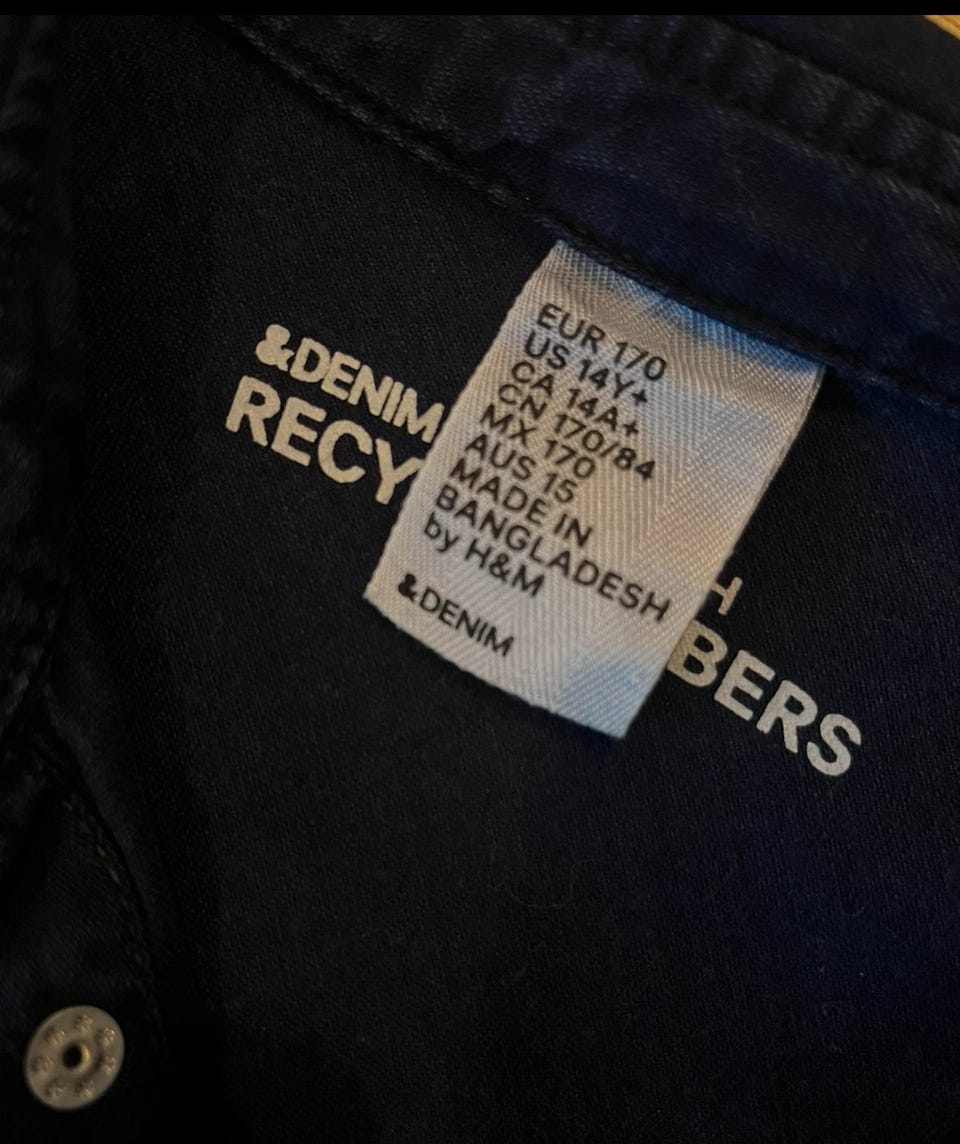 &DENIM
RECY
EUR 170
US 14Y+
CA 14A+
CN 170/84
MX 170
AUS 15
MADE IN
BANGLADESH
by H&M
&DENIM
H
BERS